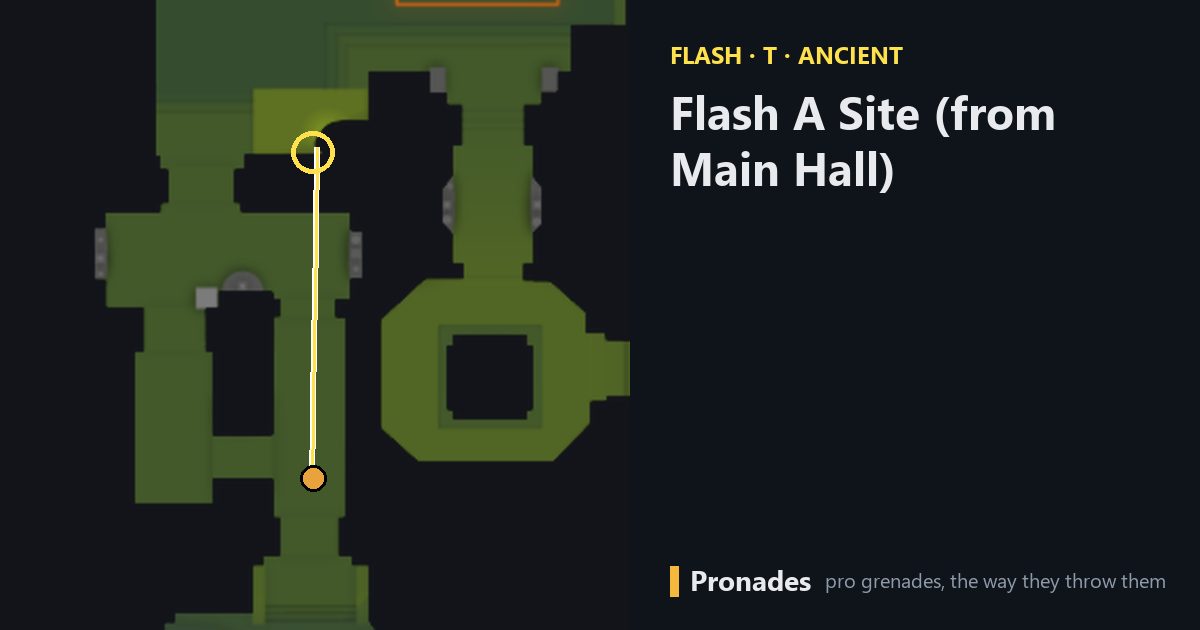 FLASH · T · ANCIENT
Flash A Site (from
Main Hall)
Pronades pro grenades, the way they throw them